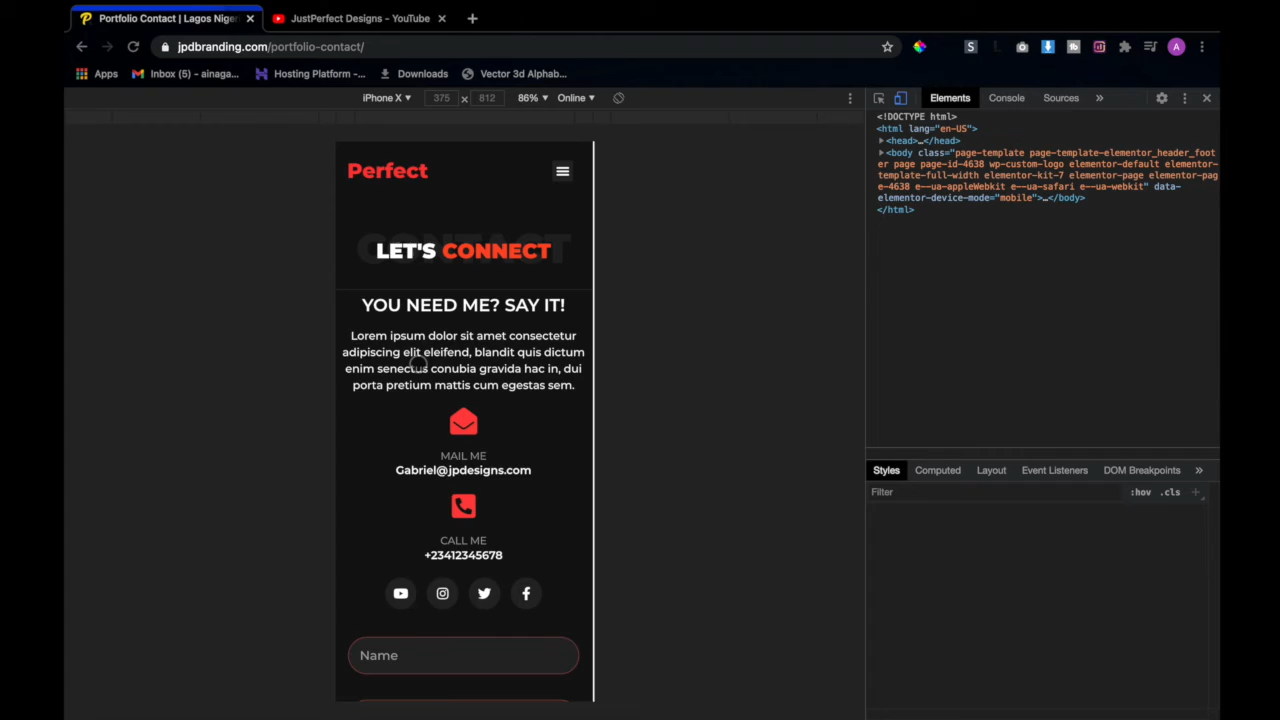 Portfolio Contact | Lagos Niger
JustPerfect Designs - YouTube
jpdbranding.com/portfolio-contact/
S
A
Apps
Inbox (5) – ainaga...
Hosting Platform -...
Downloads
Vector 3d Alphab...
iPhone X ▾ 375 x 812 86% ▾ Online ▾
Elements Console Sources »
<!DOCTYPE html>
<html lang="en-US">
<head>…</head>
<body class="page-template page-template-elementor_header_foot
er page page-id-4638 wp-custom-logo elementor-default elementor-
template-full-width elementor-kit-7 elementor-page elementor-pag
e-4638 e--ua-appleWebkit e--ua-safari e--ua-webkit" data-
elementor-device-mode="mobile">…</body>
</html>
Perfect
CONTACT
LET'S CONNECT
YOU NEED ME? SAY IT!
Lorem ipsum dolor sit amet consectetur
adipiscing elit eleifend, blandit quis dictum
enim senectus conubia gravida hac in, dui
porta pretium mattis cum egestas sem.
MAIL ME
Gabriel@jpdesigns.com
CALL ME
+23412345678
Name
Styles Computed Layout Event Listeners DOM Breakpoints »
Filter
:hov .cls +